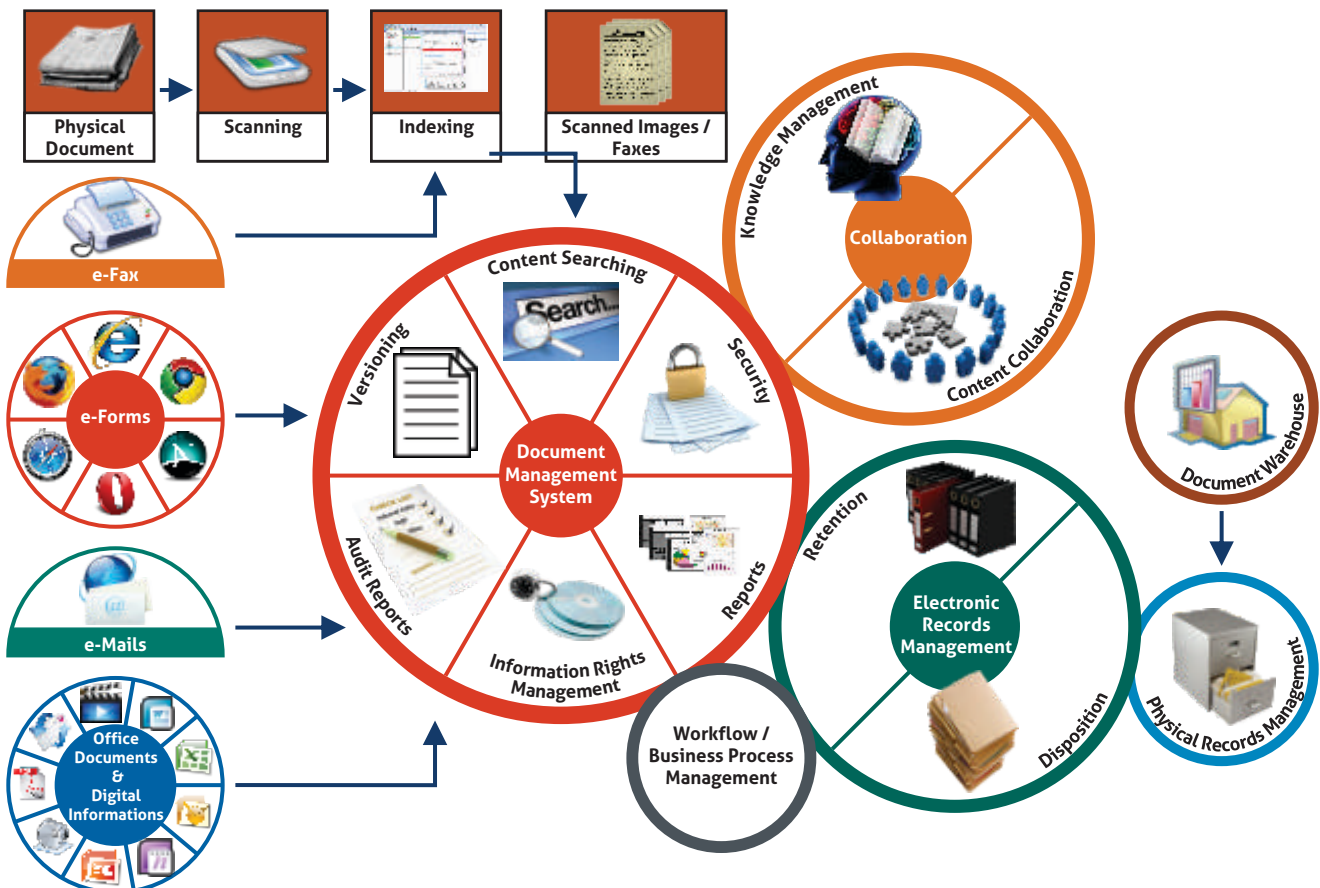 Physical
Document
Scanning
Indexing
Scanned Images /
Faxes
e-Fax
e-Forms
e-Mails
Office
Documents
&
Digital
Informations
Content Searching
Search...
Versioning
Security
Document
Management
System
Audit Reports
Reports
Information Rights
Management
Knowledge Management
Collaboration
Content Collaboration
Workflow /
Business Process
Management
Retention
Electronic
Records
Management
Disposition
Document Warehouse
Physical Records Management